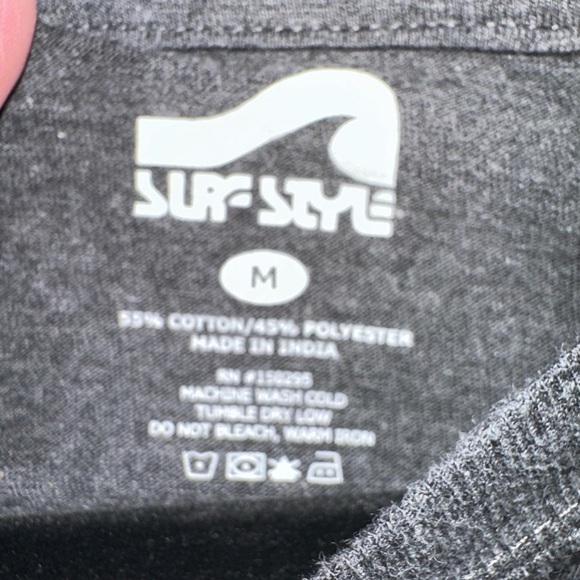 SURF STYLE
M
55% COTTON/45% POLYESTER
MADE IN INDIA
RN #
MACHINE WASH COLD
TUMBLE DRY LOW
DO NOT BLEACH, WARM IRON